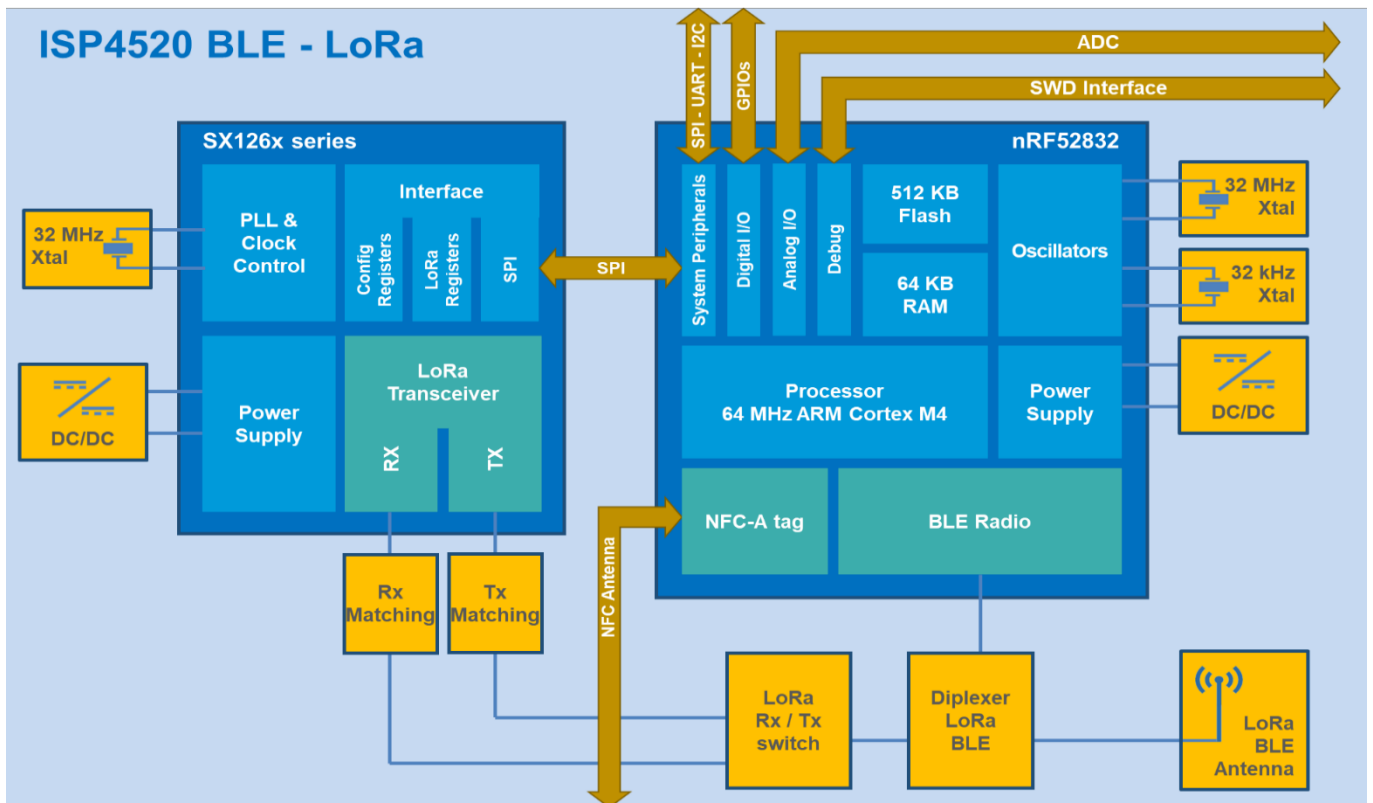 ISP4520 BLE - LoRa
SPI - UART - I2C
GPIOs
ADC
SWD Interface
SX126x series
PLL &
Clock
Control
Interface
Config
Registers
LoRa
Registers
SPI
32 MHz
Xtal
Power
Supply
DC/DC
LoRa
Transceiver
RX
TX
SPI
nRF52832
System Peripherals
Digital I/O
Analog I/O
Debug
512 KB
Flash
64 KB
RAM
Oscillators
32 MHz
Xtal
32 kHz
Xtal
Processor
64 MHz ARM Cortex M4
Power
Supply
DC/DC
NFC-A tag
BLE Radio
NFC Antenna
Rx
Matching
Tx
Matching
LoRa
Rx / Tx
switch
Diplexer
LoRa
BLE
LoRa
BLE
Antenna